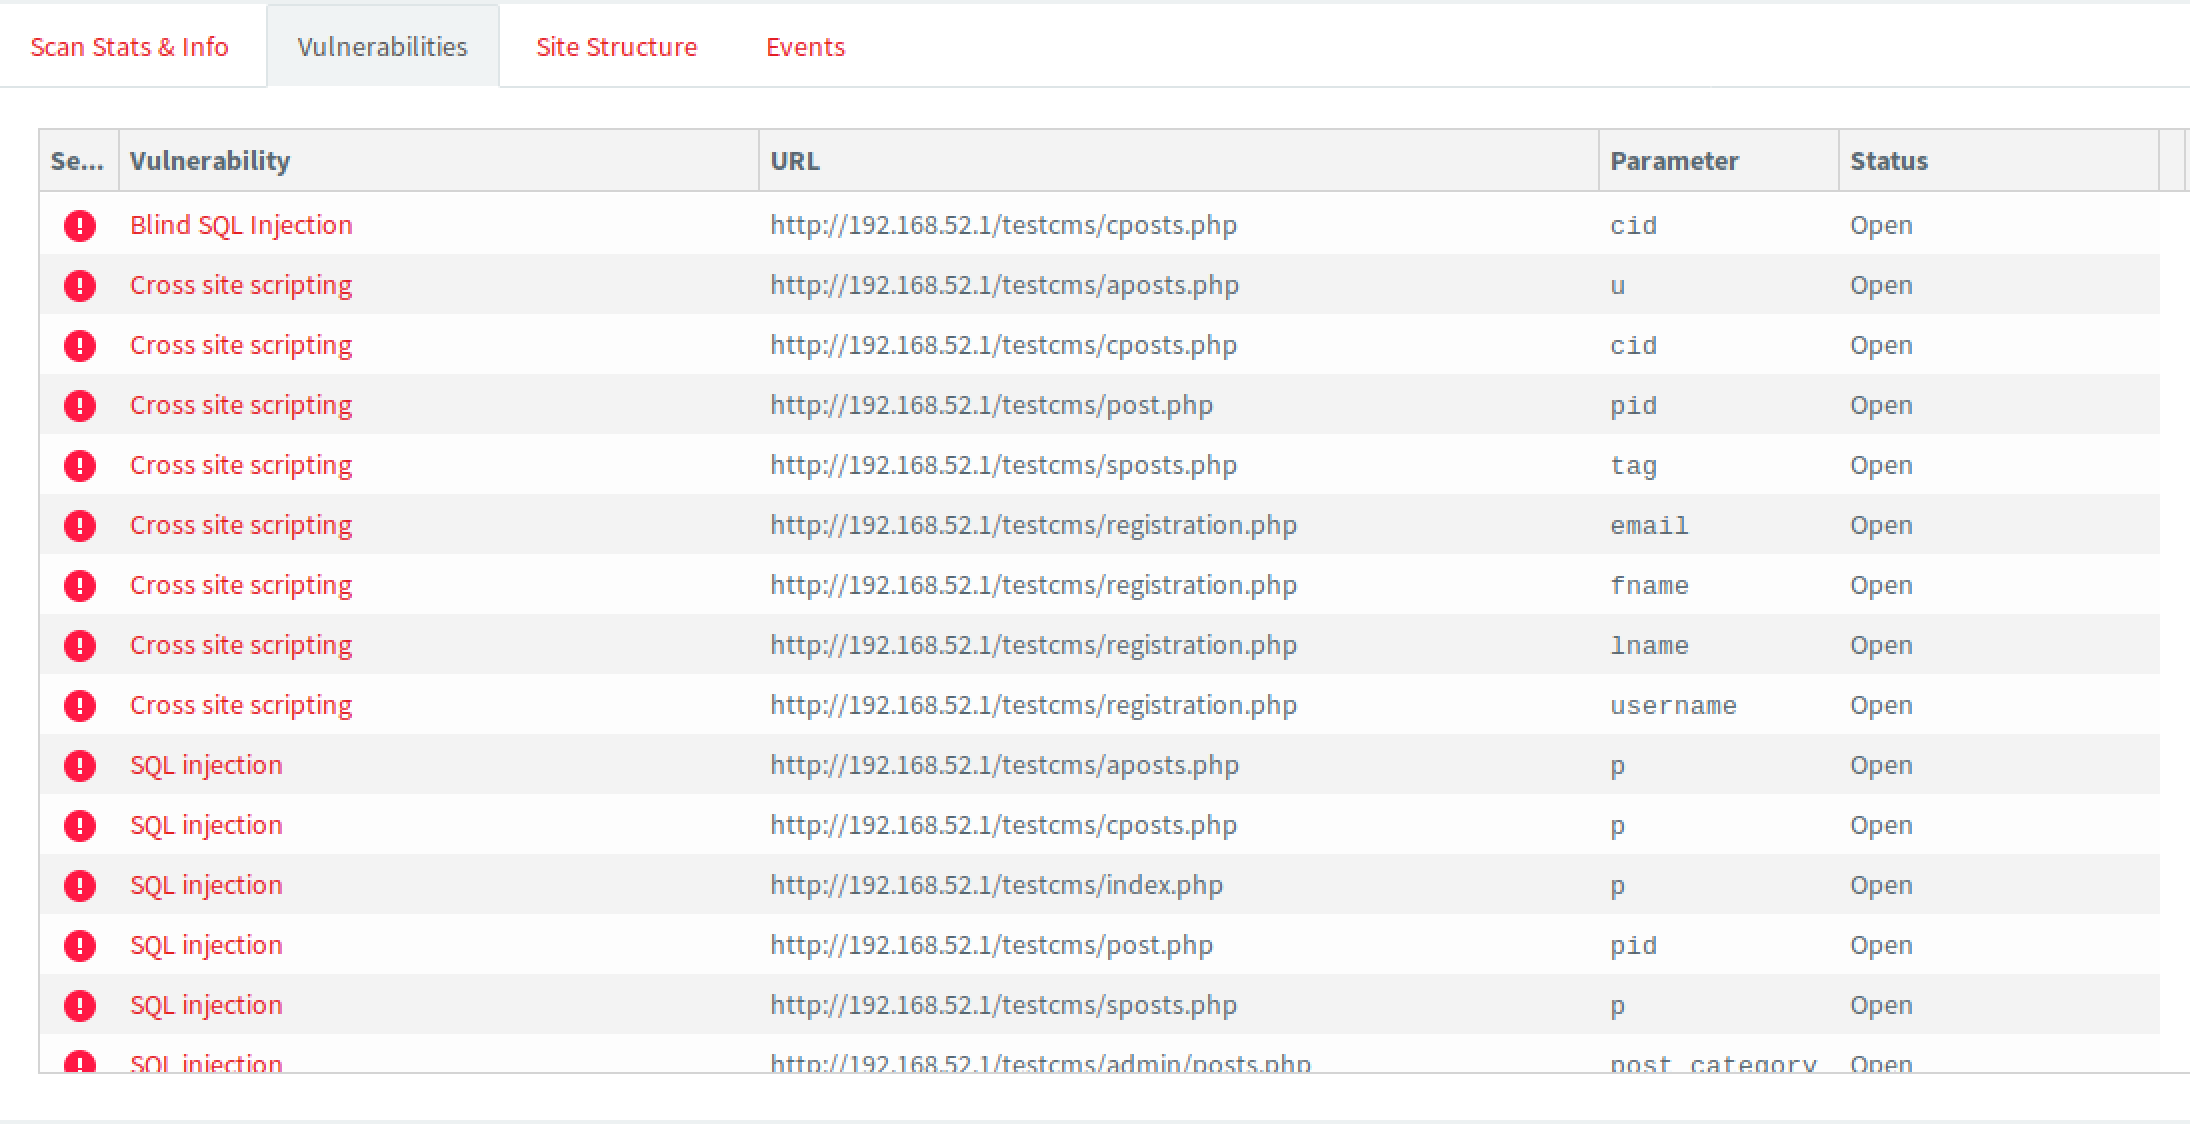 Scan Stats & Info Vulnerabilities Site Structure Events
Se... Vulnerability URL Parameter Status
Blind SQL Injection http://192.168.52.1/testcms/cposts.php cid Open
Cross site scripting http://192.168.52.1/testcms/aposts.php u Open
Cross site scripting http://192.168.52.1/testcms/cposts.php cid Open
Cross site scripting http://192.168.52.1/testcms/post.php pid Open
Cross site scripting http://192.168.52.1/testcms/sposts.php tag Open
Cross site scripting http://192.168.52.1/testcms/registration.php email Open
Cross site scripting http://192.168.52.1/testcms/registration.php fname Open
Cross site scripting http://192.168.52.1/testcms/registration.php lname Open
Cross site scripting http://192.168.52.1/testcms/registration.php username Open
SQL injection http://192.168.52.1/testcms/aposts.php p Open
SQL injection http://192.168.52.1/testcms/cposts.php p Open
SQL injection http://192.168.52.1/testcms/index.php p Open
SQL injection http://192.168.52.1/testcms/post.php pid Open
SQL injection http://192.168.52.1/testcms/sposts.php p Open
SQL injection http://192.168.52.1/testcms/admin/posts.php post_category Open